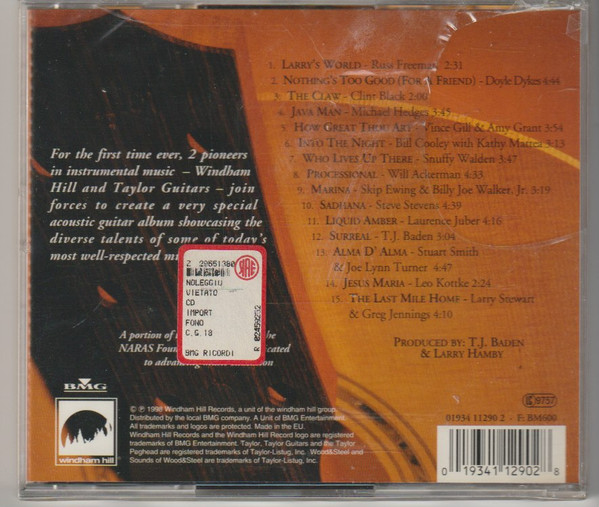 1. LARRY'S WORLD - Russ Freeman 2:31
2. NOTHING'S TOO GOOD (FOR A FRIEND) - Doyle Dykes 4:44
3. THE CLAW - Clint Black 2:00
4. JAVA MAN - Michael Hedges 3:45
5. HOW GREAT THOU ART - Vince Gill & Amy Grant 3:54
6. INTO THE NIGHT - Bill Cooley with Kathy Mattea
7. WHO LIVES UP THERE - Snuffy Walden 3:47
8. PROCESSIONAL - Will Ackerman 4:32
9. MARINA - Skip Ewing & Billy Joe Walker, Jr. 3:19
10. SADHANA - Steve Stevens 4:39
11. LIQUID AMBER - Laurence Juber 4:16
12. SURREAL - T.J. Baden 3:04
13. ALMA D' ALMA - Stuart Smith
& Joe Lynn Turner 4:47
14. JESUS MARIA - Leo Kottke 2:21
15. THE LAST MILE HOME - Larry Stewart
& Greg Jennings 4:10
PRODUCED BY: T.J. BADEN
& LARRY HAMBY
For the first time ever, 2 pioneers
in instrumental music – Windham
Hill and Taylor Guitars – join
forces to create a very special
acoustic guitar album showcasing the
diverse talents of some of today's
most well-respected
Z 20651380
NOLEGGIO
VIETATO
CD
IMPORT
FONO
C.G.18
BMG RICORDI
A portion of the
NARAS
to advancing
BMG
windham hill
© ℗ 1998 Windham Hill Records, a unit of the windham hill group.
Distributed by the local BMG company. A Unit of BMG Entertainment.
All trademarks and logos are protected. Made in the EU.
Windham Hill Records and the Windham Hill Record logo are registered
trademarks of BMG Entertainment. Taylor, Taylor Guitars and the Taylor
Peghead are registered trademarks of Taylor-Listug, Inc. Wood&Steel and
Sounds of Wood&Steel are trademarks of Taylor-Listug, Inc.
LC 9757
01934 11290 2 - F: BM600
0 19341 12902 8